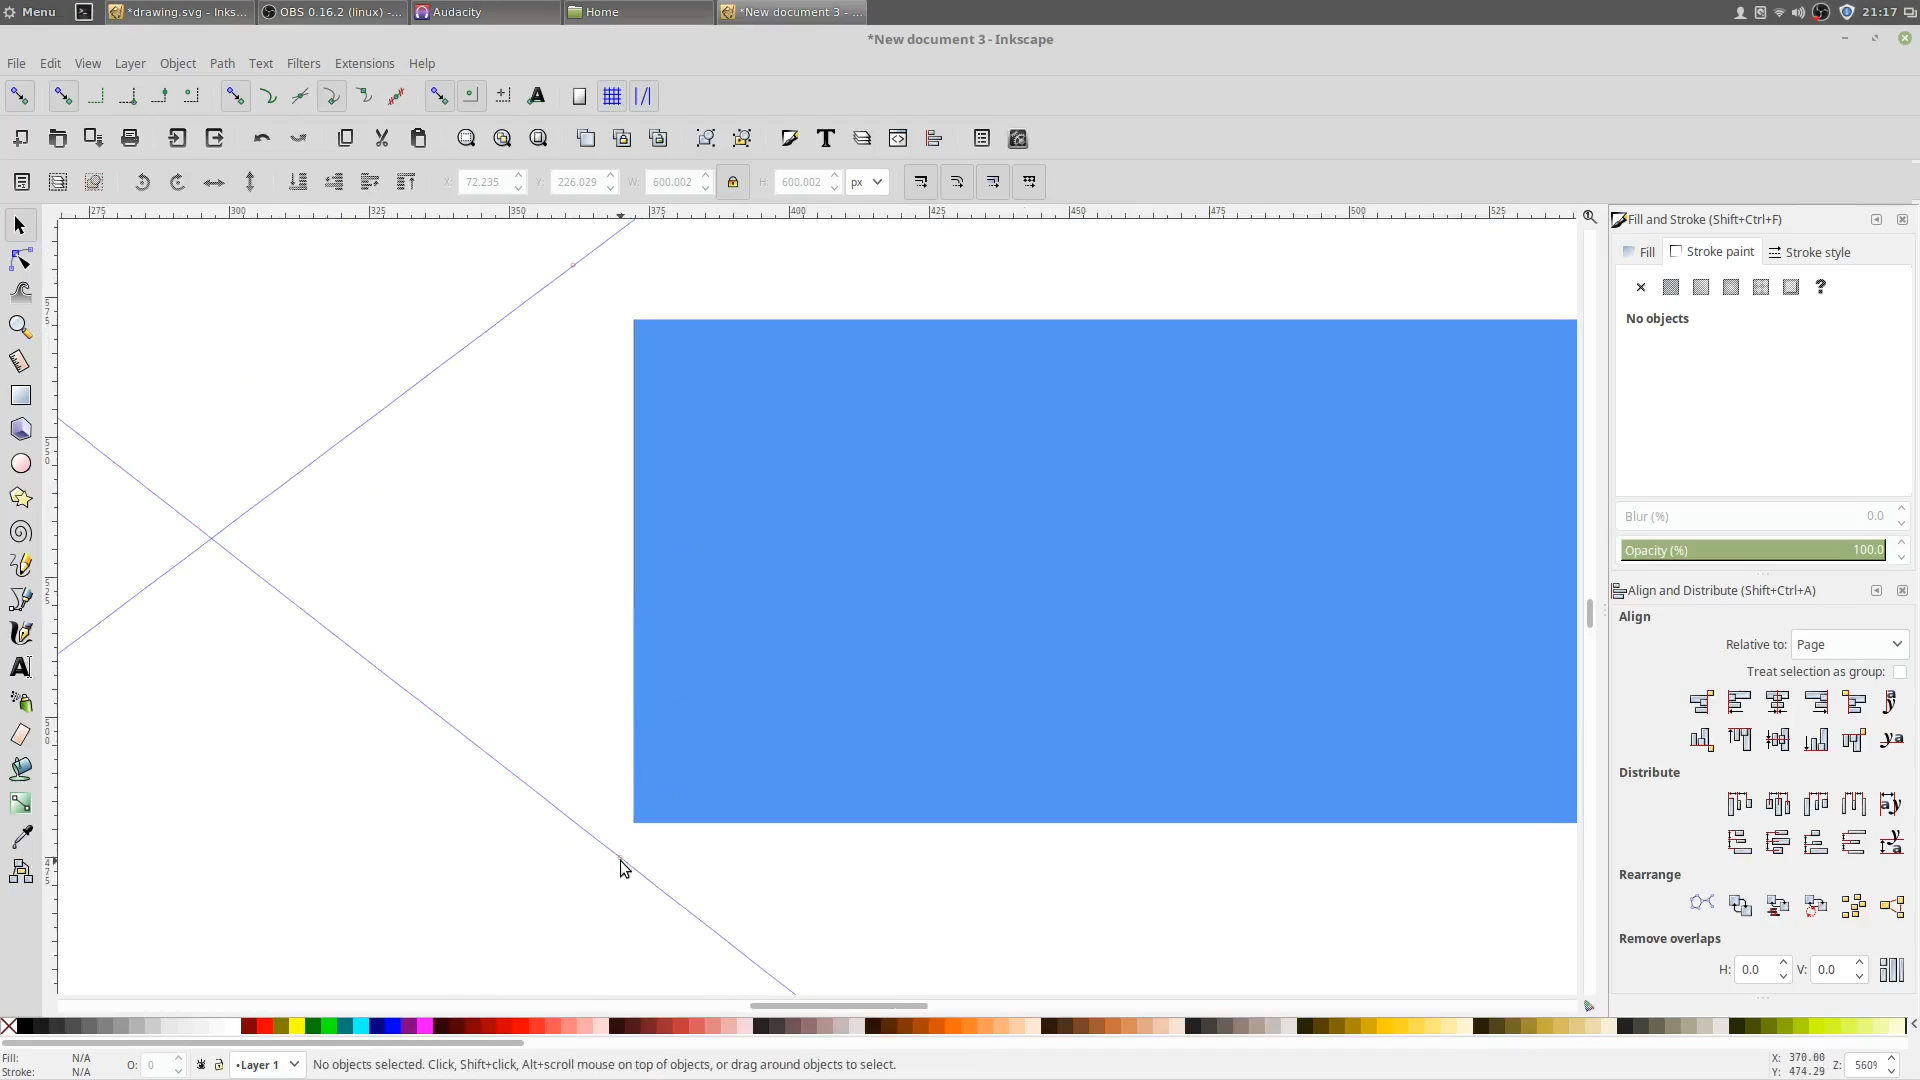 Menu
*drawing.svg - Inks...
OBS 0.16.2 (linux) -...
Audacity
Home
*New document 3 - ...
21:17
*New document 3 - Inkscape
File Edit View Layer Object Path Text Filters Extensions Help
X: 72.235 Y: 226.029 W: 600.002 H: 600.002 px
275 300 325 350 375 400 425 450 475 500 525
575
550
525
500
475
Fill and Stroke (Shift+Ctrl+F)
Fill Stroke paint Stroke style
No objects
Blur (%) 0.0
Opacity (%) 100.0
Align and Distribute (Shift+Ctrl+A)
Align
Relative to: Page
Treat selection as group:
Distribute
Rearrange
Remove overlaps
H: 0.0 V: 0.0
Fill: N/A
Stroke: N/A
O: 0
•Layer 1
No objects selected. Click, Shift+click, Alt+scroll mouse on top of objects, or drag around objects to select.
X: 370.00
Y: 474.29
Z: 560%